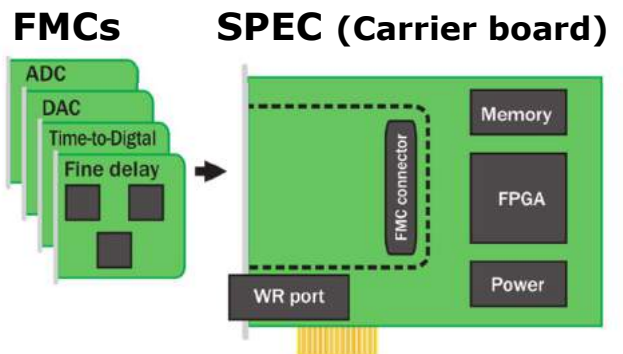 FMCs
SPEC (Carrier board)
ADC
DAC
Time-to-Digtal
Fine delay
FMC connector
Memory
FPGA
Power
WR port